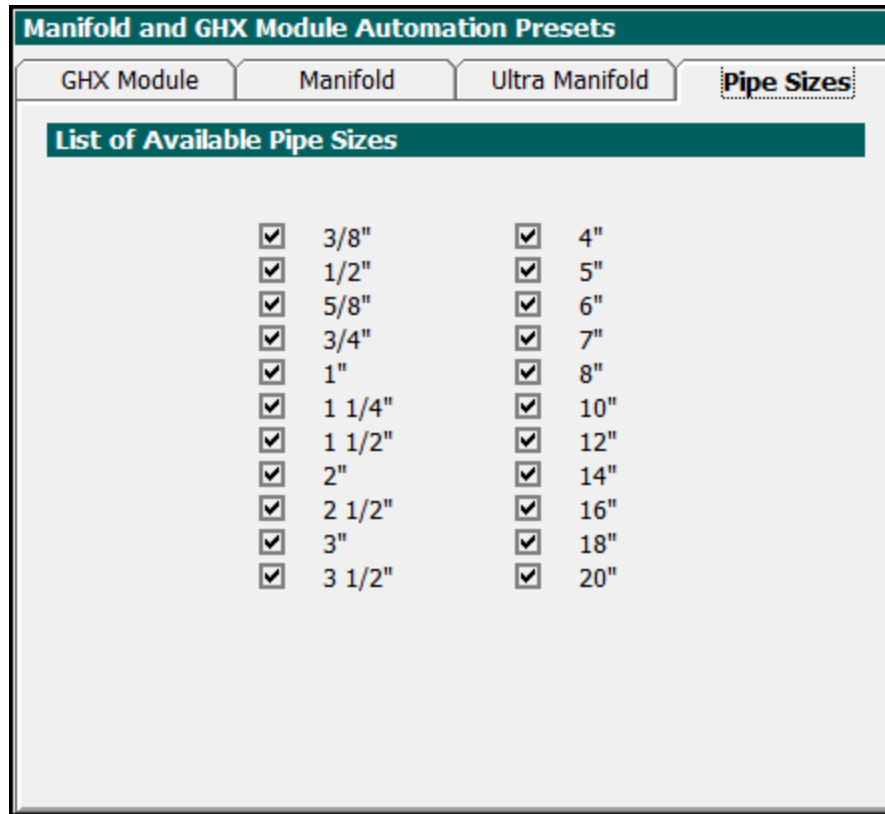 Manifold and GHX Module Automation Presets
GHX Module Manifold Ultra Manifold Pipe Sizes
List of Available Pipe Sizes
3/8" 4"
1/2" 5"
5/8" 6"
3/4" 7"
1" 8"
1 1/4" 10"
1 1/2" 12"
2" 14"
2 1/2" 16"
3" 18"
3 1/2" 20"